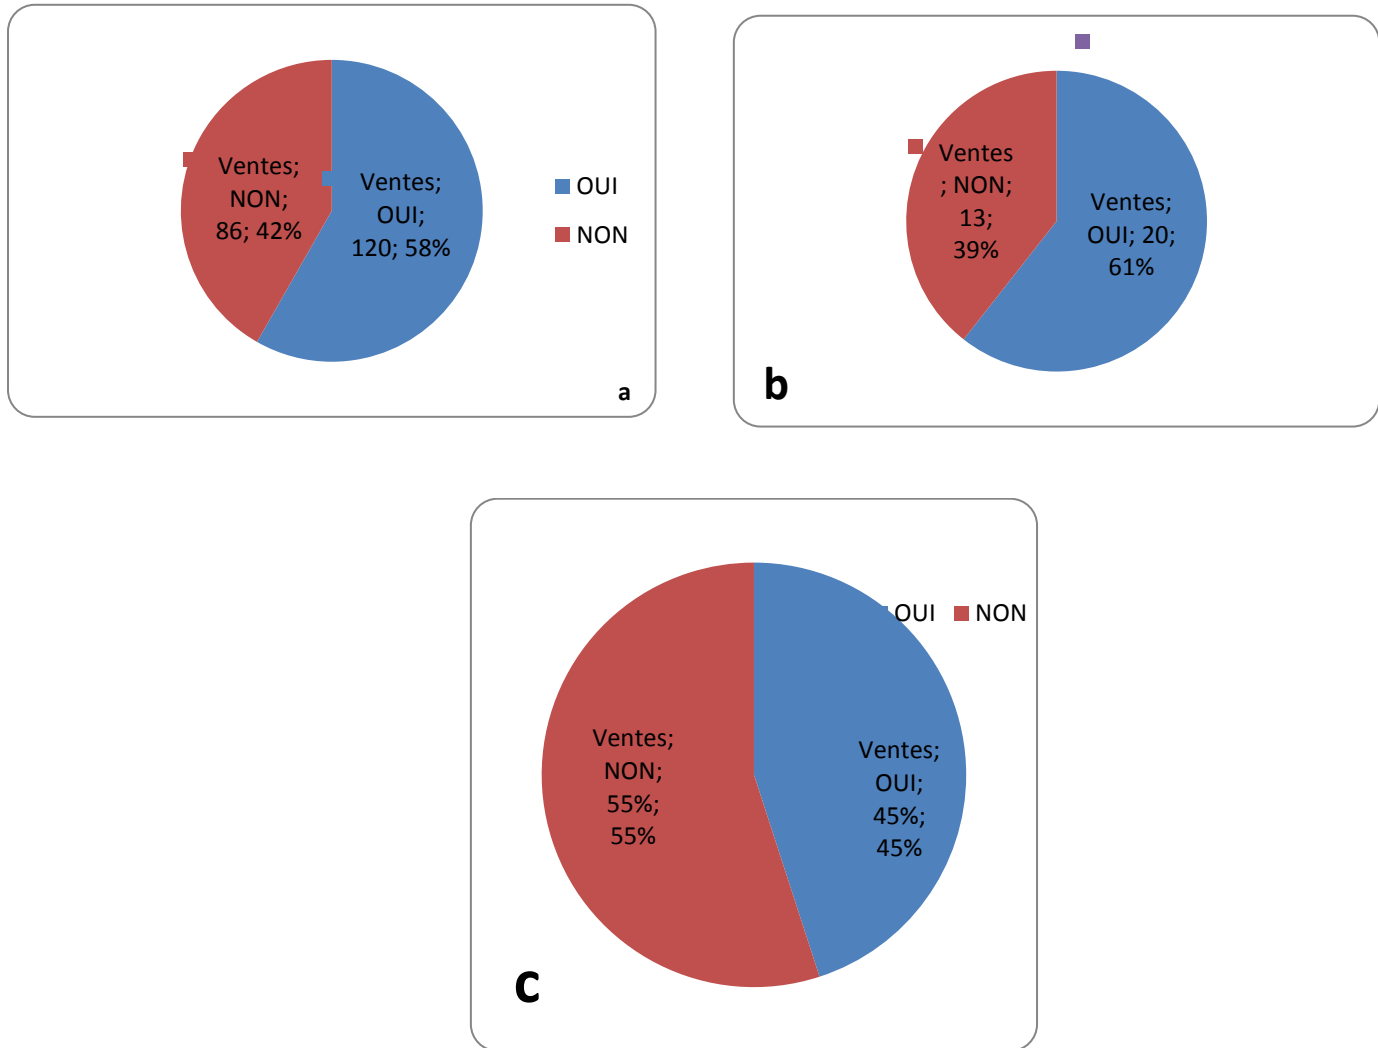 Ventes;
NON;
86; 42%
Ventes;
OUI;
120; 58%
OUI
NON
a
Ventes
; NON;
13;
39%
Ventes;
OUI; 20;
61%
b
OUI
NON
Ventes;
NON;
55%;
55%
Ventes;
OUI;
45%;
45%
c